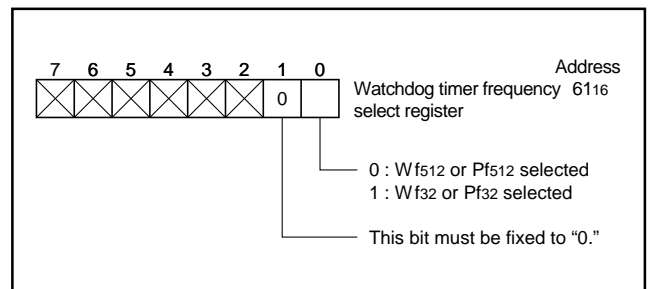 7 6 5 4 3 2 1 0 Address
0 Watchdog timer frequency 6116
select register
0 : Wf512 or Pf512 selected
1 : Wf32 or Pf32 selected
This bit must be fixed to “0.”